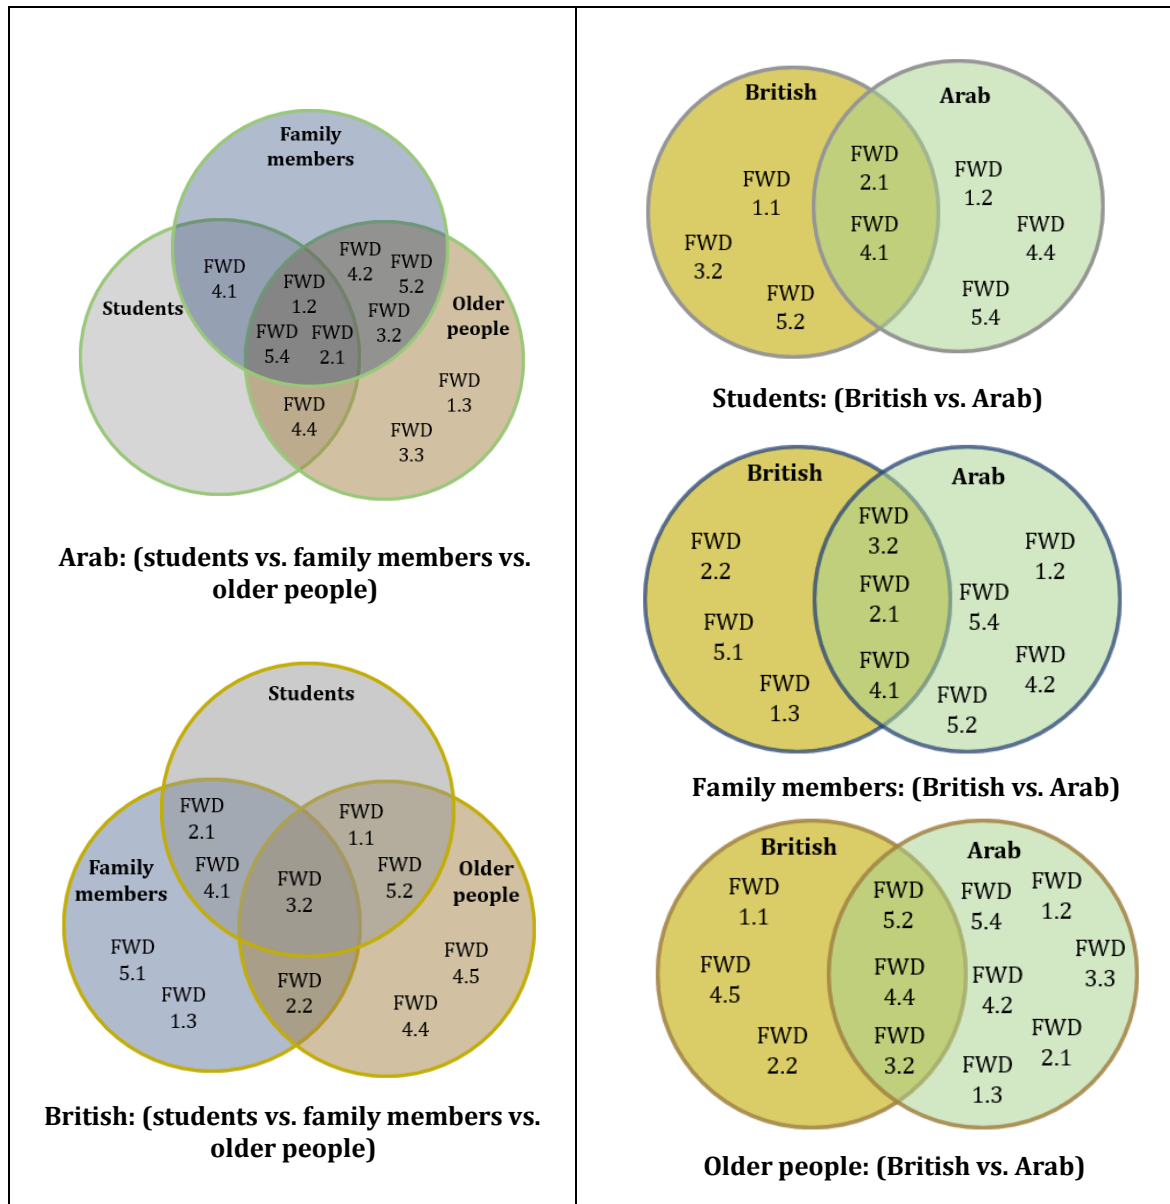 Family
members
Students
Older
people
FWD
4.1
FWD
1.2
FWD
4.2
FWD
5.2
FWD
3.2
FWD
5.4
FWD
2.1
FWD
4.4
FWD
1.3
FWD
3.3
Arab: (students vs. family members vs.
older people)
Students
Family
members
Older
people
FWD
2.1
FWD
4.1
FWD
3.2
FWD
1.1
FWD
5.2
FWD
5.1
FWD
1.3
FWD
2.2
FWD
4.5
FWD
4.4
British: (students vs. family members vs.
older people)
British
Arab
FWD
1.1
FWD
3.2
FWD
5.2
FWD
2.1
FWD
4.1
FWD
1.2
FWD
4.4
FWD
5.4
Students: (British vs. Arab)
British
Arab
FWD
2.2
FWD
5.1
FWD
1.3
FWD
3.2
FWD
2.1
FWD
4.1
FWD
1.2
FWD
5.4
FWD
4.2
FWD
5.2
Family members: (British vs. Arab)
British
Arab
FWD
1.1
FWD
4.5
FWD
2.2
FWD
5.2
FWD
4.4
FWD
3.2
FWD
5.4
FWD
1.2
FWD
3.3
FWD
4.2
FWD
2.1
FWD
1.3
Older people: (British vs. Arab)